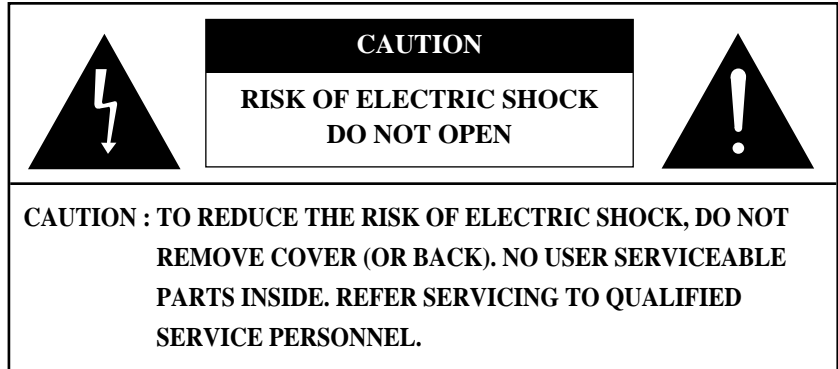 CAUTION
RISK OF ELECTRIC SHOCK
DO NOT OPEN
CAUTION : TO REDUCE THE RISK OF ELECTRIC SHOCK, DO NOT
REMOVE COVER (OR BACK). NO USER SERVICEABLE
PARTS INSIDE. REFER SERVICING TO QUALIFIED
SERVICE PERSONNEL.